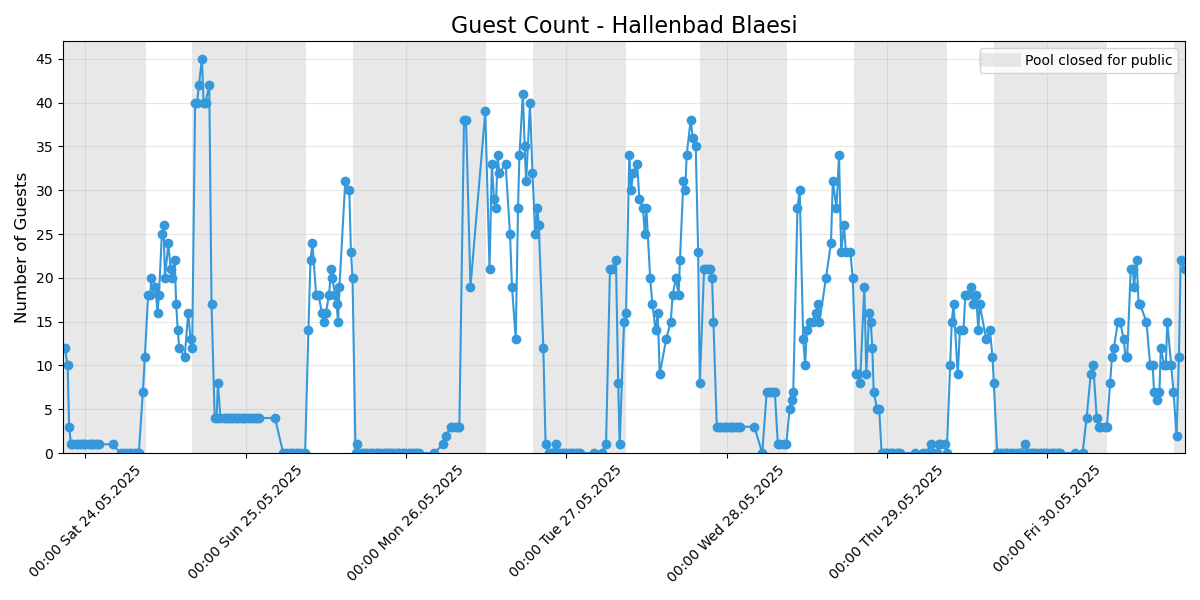 Guest Count - Hallenbad Blaesi
Pool closed for public
Number of Guests
45
40
35
30
25
20
15
10
5
0
00:00 Sat 24.05.2025
00:00 Sun 25.05.2025
00:00 Mon 26.05.2025
00:00 Tue 27.05.2025
00:00 Wed 28.05.2025
00:00 Thu 29.05.2025
00:00 Fri 30.05.2025